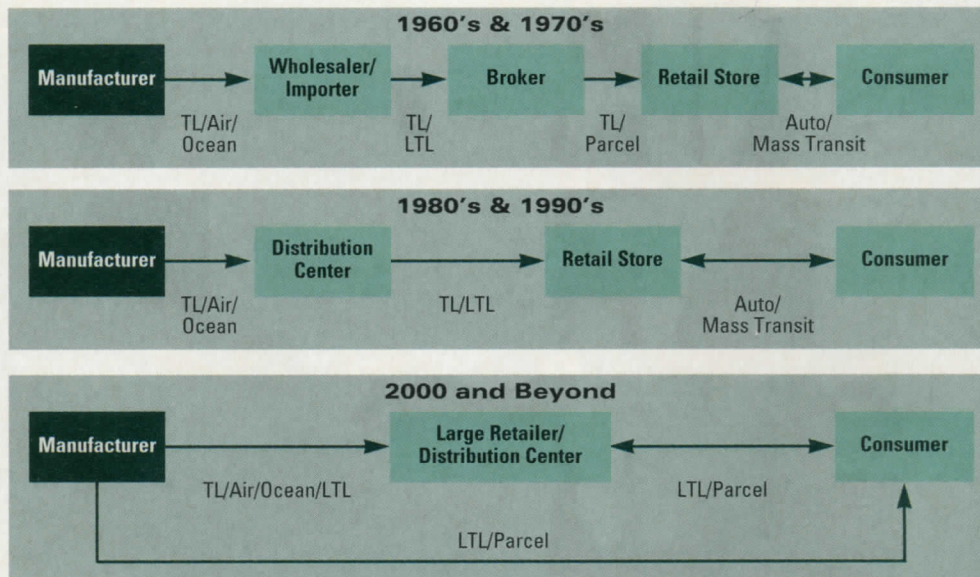 1960's & 1970's
Manufacturer
Wholesaler/
Importer
Broker
Retail Store
Consumer
TL/Air/
Ocean
TL/
LTL
TL/
Parcel
Auto/
Mass Transit
1980's & 1990's
Manufacturer
Distribution
Center
Retail Store
Consumer
TL/Air/
Ocean
TL/LTL
Auto/
Mass Transit
2000 and Beyond
Manufacturer
Large Retailer/
Distribution Center
Consumer
TL/Air/Ocean/LTL
LTL/Parcel
LTL/Parcel